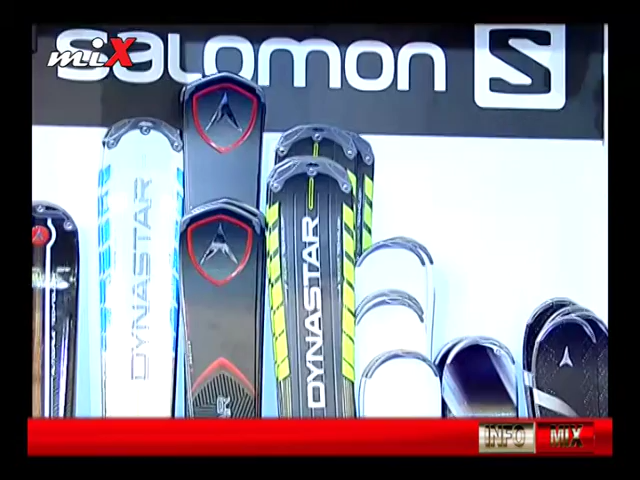 miX
Salomon
S
DYNASTAR
DYNASTAR
INFO MIX